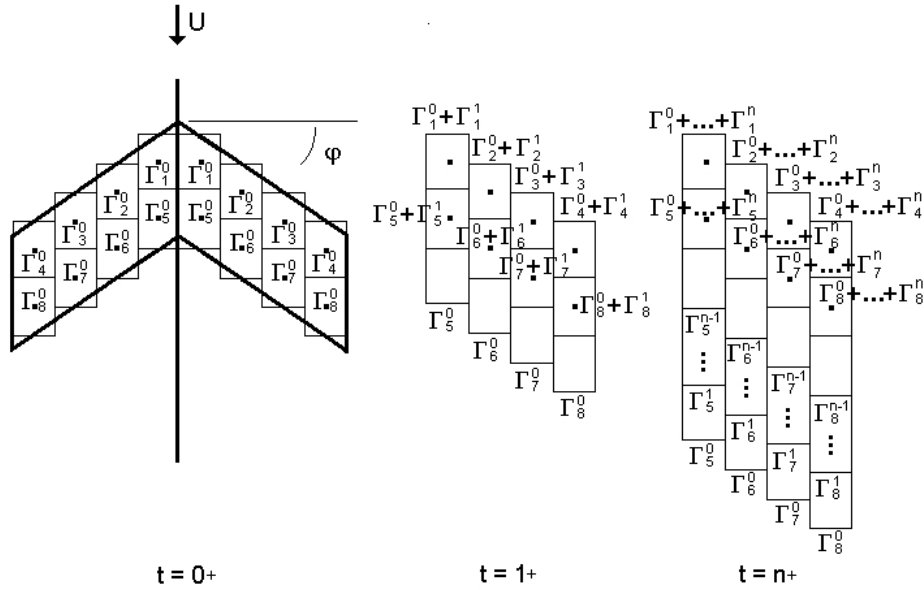 U
φ
Γ₁⁰ Γ₁⁰
Γ₂⁰ Γ₅⁰ Γ₅⁰ Γ₂⁰
Γ₃⁰ Γ₆⁰ Γ₆⁰ Γ₃⁰
Γ₄⁰ Γ₇⁰ Γ₇⁰ Γ₄⁰
Γ₈⁰ Γ₈⁰
t = 0+
Γ₁⁰+Γ₁¹
Γ₂⁰+Γ₂¹
Γ₃⁰+Γ₃¹
Γ₄⁰+Γ₄¹
Γ₅⁰+Γ₅¹
Γ₆⁰+Γ₆¹
Γ₇⁰+Γ₇¹
Γ₈⁰+Γ₈¹
Γ₅⁰
Γ₆⁰
Γ₇⁰
Γ₈⁰
t = 1+
Γ₁⁰+...+Γ₁ⁿ
Γ₂⁰+...+Γ₂ⁿ
Γ₃⁰+...+Γ₃ⁿ
Γ₄⁰+...+Γ₄ⁿ
Γ₅⁰+...+Γ₅ⁿ
Γ₆⁰+...+Γ₆ⁿ
Γ₇⁰+...+Γ₇ⁿ
Γ₈⁰+...+Γ₈ⁿ
Γ₅ⁿ⁻¹
Γ₆ⁿ⁻¹
Γ₇ⁿ⁻¹
Γ₈ⁿ⁻¹
Γ₅¹
Γ₆¹
Γ₇¹
Γ₈¹
Γ₅⁰
Γ₆⁰
Γ₇⁰
Γ₈⁰
t = n+